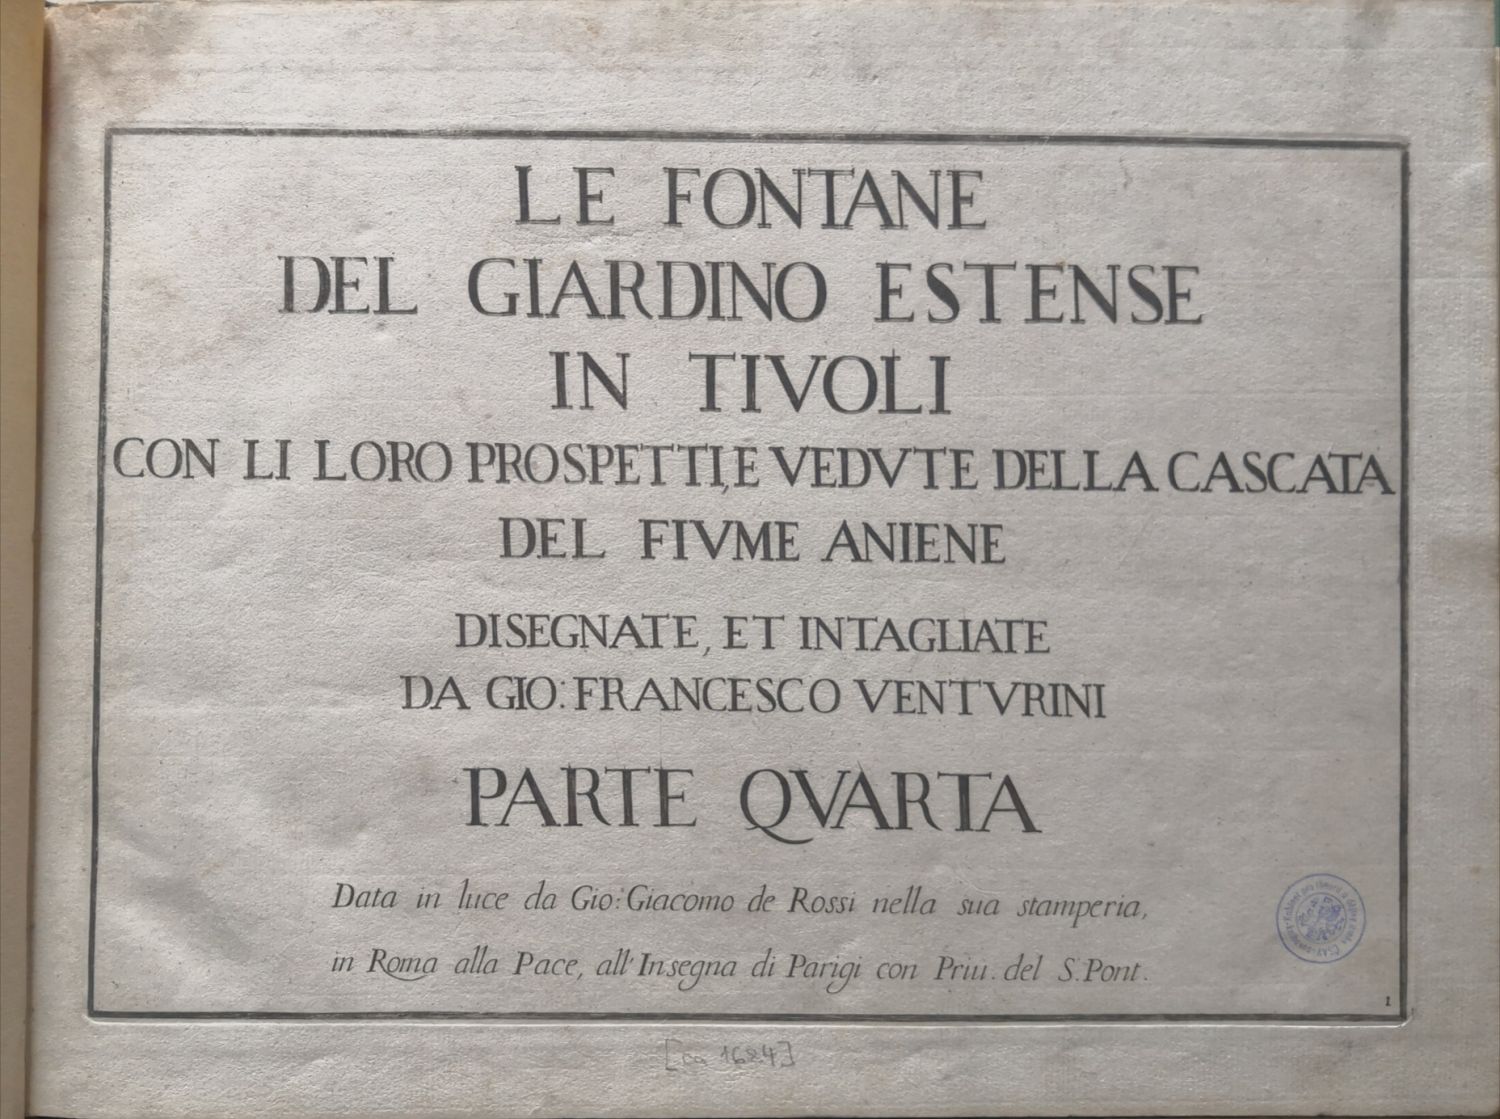 LE FONTANE
DEL GIARDINO ESTENSE
IN TIVOLI
CON LI LORO PROSPETTI, E VEDVTE DELLA CASCATA
DEL FIVME ANIENE
DISEGNATE, ET INTAGLIATE
DA GIO: FRANCESCO VENTVRINI
PARTE QVARTA
Data in luce da Gio: Giacomo de Rossi nella sua stamperia,
in Roma alla Pace, all'Insegna di Parigi con Priu. del S. Pont.
1
[ca 1684]